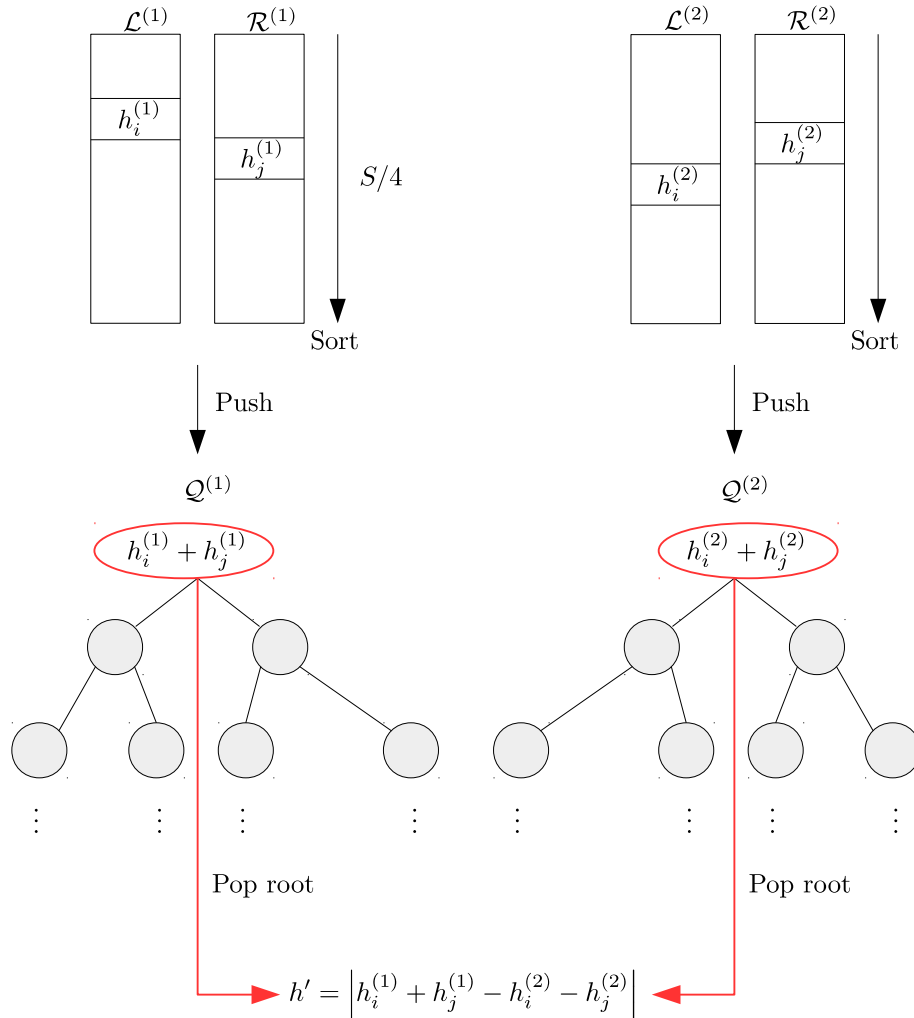 𝓛⁽¹⁾ 𝓡⁽¹⁾ 𝓛⁽²⁾ 𝓡⁽²⁾
h_i^{(1)} h_j^{(2)}
h_j^{(1)} S/4 h_i^{(2)}
Sort Sort
Push Push
𝒬⁽¹⁾ 𝒬⁽²⁾
h_i^{(1)} + h_j^{(1)} h_i^{(2)} + h_j^{(2)}
⋮ ⋮ ⋮ ⋮ ⋮ ⋮ ⋮ ⋮
Pop root Pop root
h′ = |h_i^{(1)} + h_j^{(1)} − h_i^{(2)} − h_j^{(2)}|